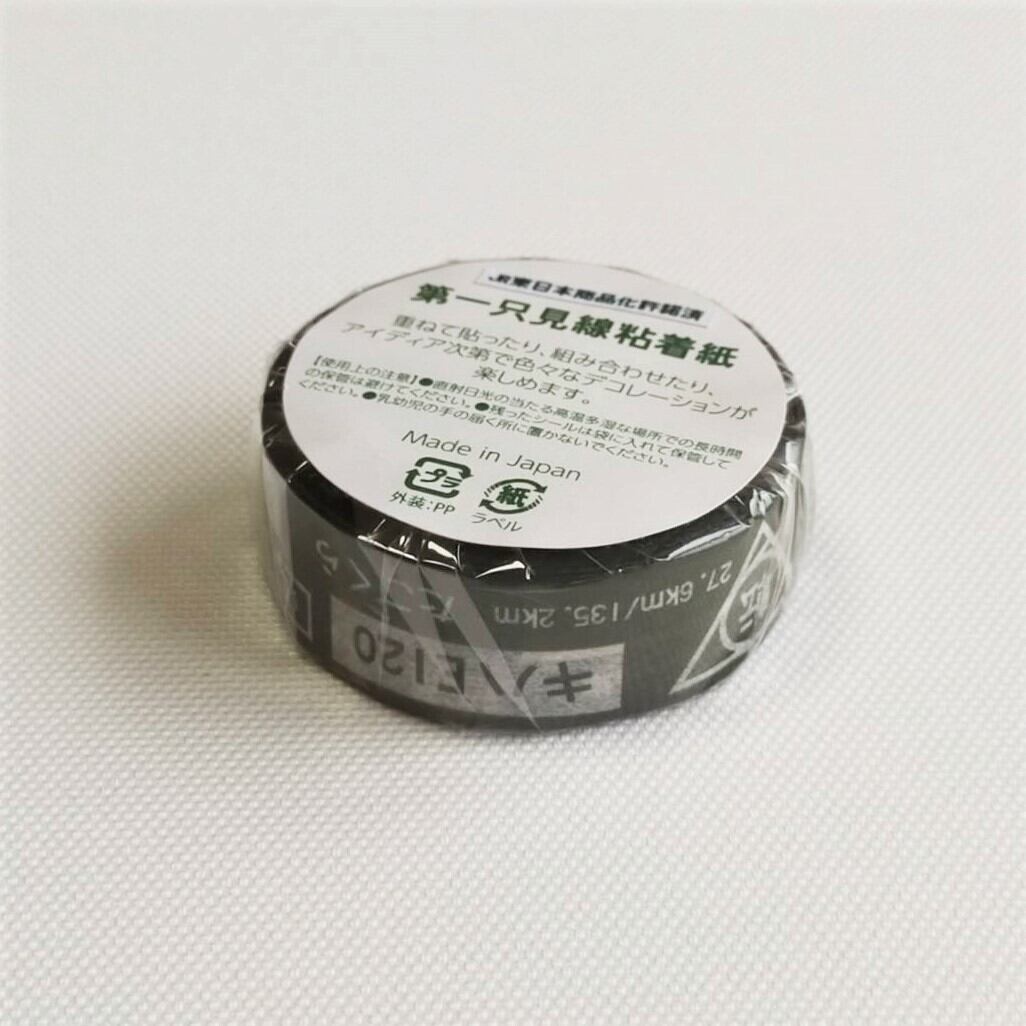 JR東日本商品化許諾済
第一只見線粘着紙
重ねて貼ったり、組み合わせたり、
アイディア次第で色々なデコレーションが
楽しめます。
【使用上の注意】●直射日光の当たる高温多湿な場所での長時間
の保管は避けてください。●残ったシールは袋に入れて保管して
ください。●乳幼児の手の届く所に置かないでください。
Made in Japan
プラ
紙
外装:PP
ラベル
27.6km/135.2km
キハE120